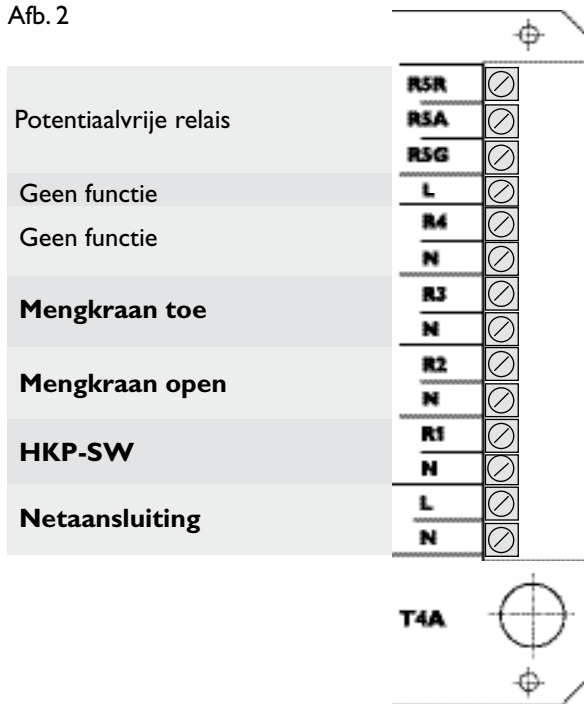 Afb. 2
Potentiaalvrije relais
R5R
R5A
R5G
Geen functie
L
Geen functie
R4
N
Mengkraan toe
R3
N
Mengkraan open
R2
N
HKP-SW
R1
N
Netaansluiting
L
N
T4A